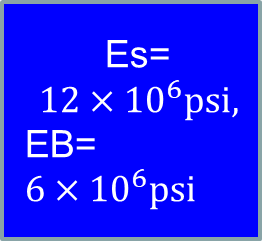 Es=
12 × 10⁶psi,
EB=
6 × 10⁶psi